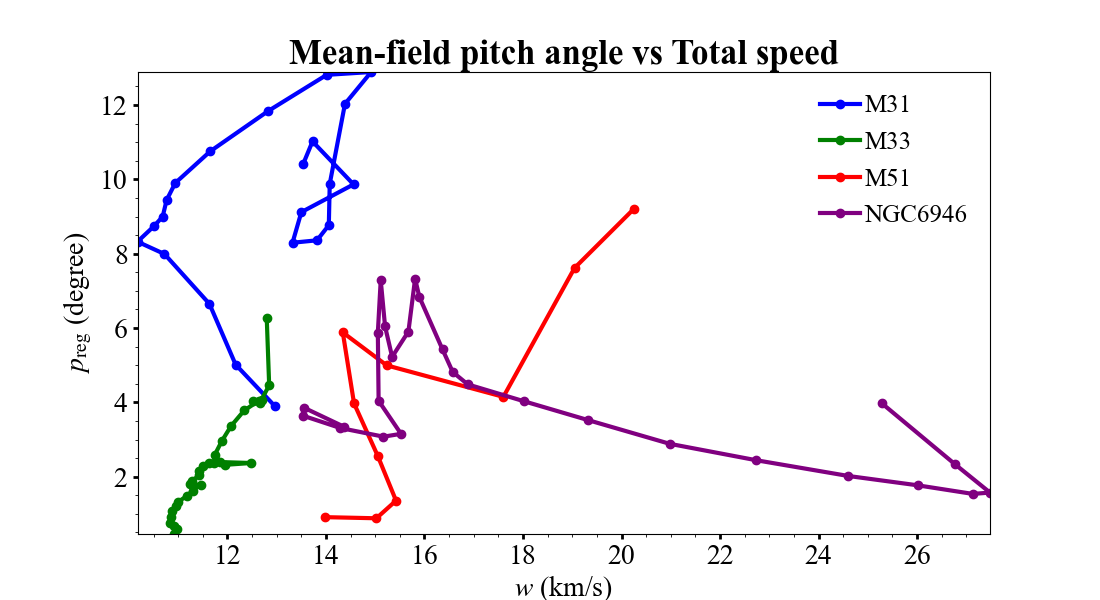 Mean-field pitch angle vs Total speed
12
10
8
6
4
2
p_reg (degree)
M31
M33
M51
NGC6946
12 14 16 18 20 22 24 26
w (km/s)